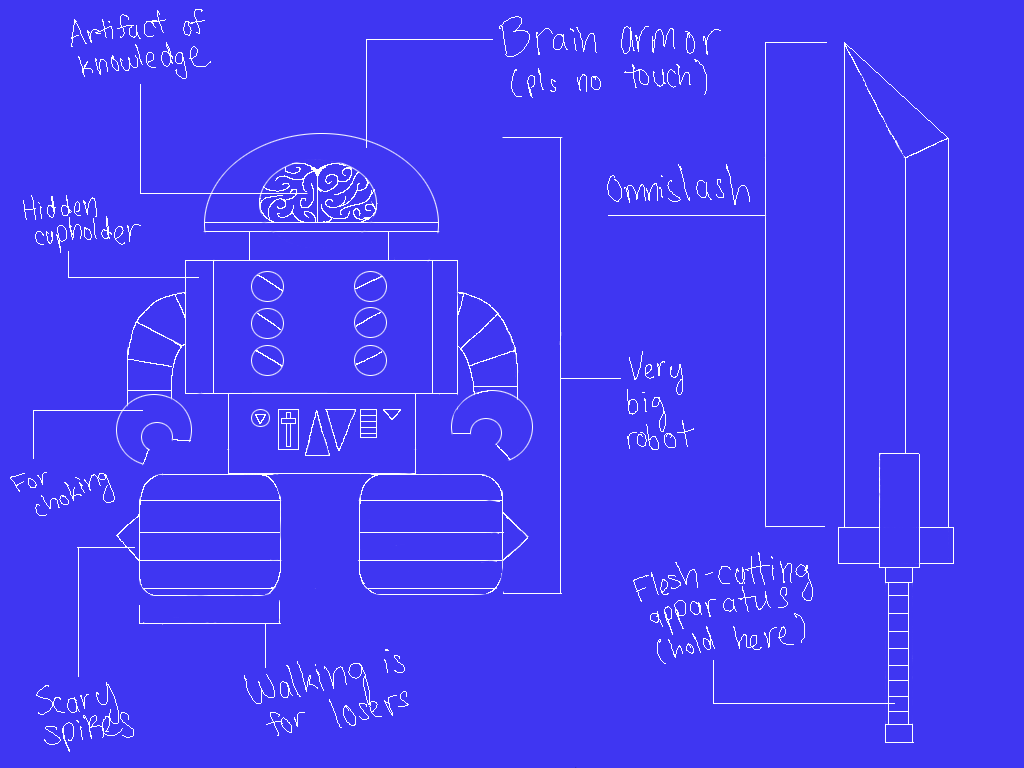 Artifact of
knowledge
Brain armor
(pls no touch)
Hidden
cupholder
Omnislash
Very
big
robot
For
choking
Flesh-cutting
apparatus
(hold here)
Scary
spikes
Walking is
for losers